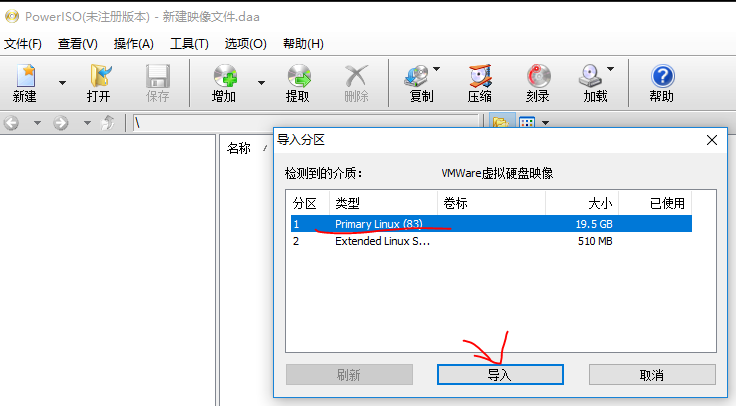 PowerISO(未注册版本) - 新建映像文件.daa
文件(F) 查看(V) 操作(A) 工具(T) 选项(O) 帮助(H)
新建 打开 保存 增加 提取 删除 复制 压缩 刻录 加载 帮助
\
名称
导入分区
检测到的介质: VMWare虚拟硬盘映像
分区 类型 卷标 大小 已使用
1 Primary Linux (83) 19.5 GB
2 Extended Linux S... 510 MB
刷新 导入 取消